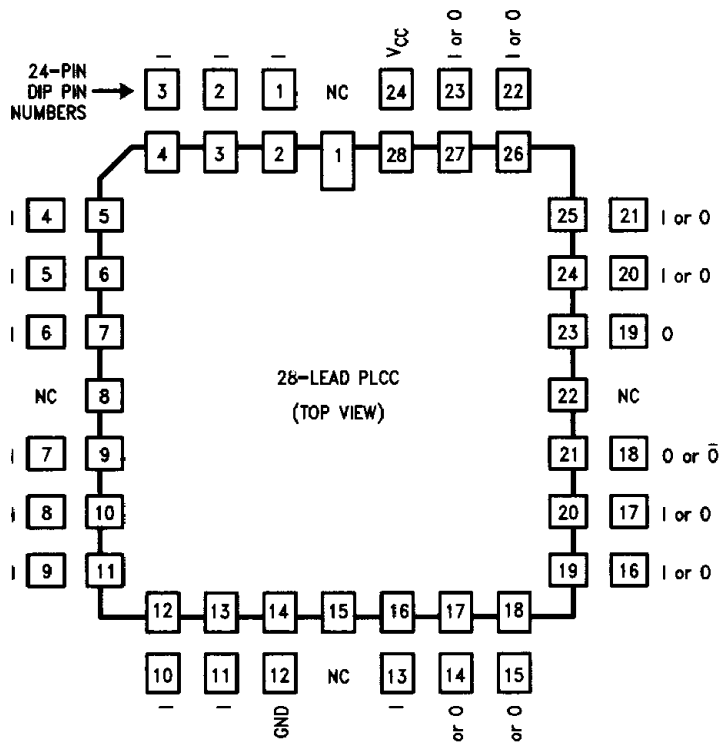 VCC I or O I or O
I I I
24-PIN DIP PIN NUMBERS
3 2 1 NC 24 23 22
4 3 2 1 28 27 26
I 4 5 25 21 I or O
I 5 6 24 20 I or O
I 6 7 23 19 O
28-LEAD PLCC
NC 8 22 NC
(TOP VIEW)
I 7 9 21 18 O or Ō
I 8 10 20 17 I or O
I 9 11 19 16 I or O
12 13 14 15 16 17 18
10 11 12 NC 13 14 15
I I GND I or O or O